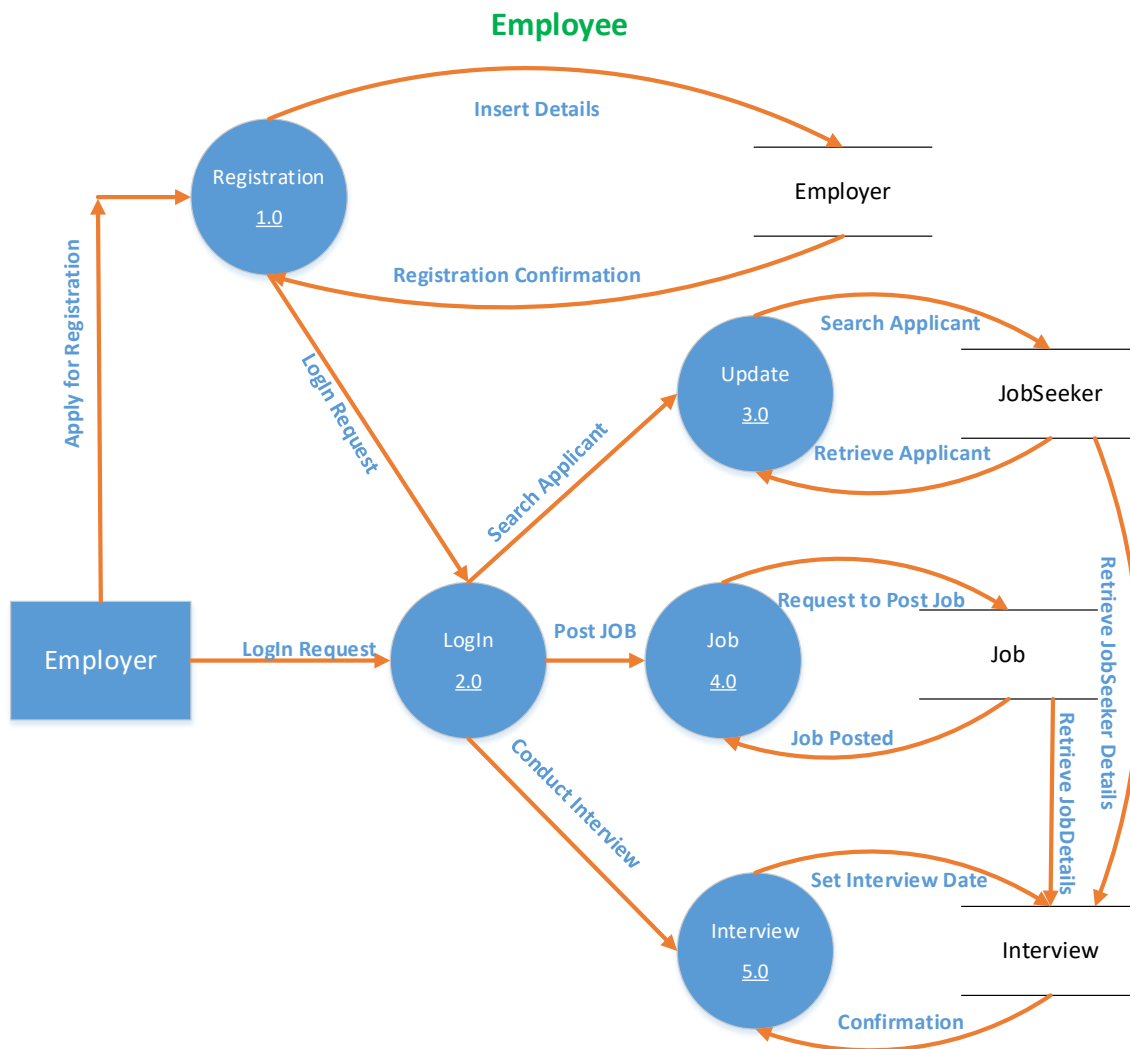 Employee
Insert Details
Registration
1.0
Employer
Registration Confirmation
Apply for Registration
LogIn Request
Search Applicant
Update
3.0
JobSeeker
Retrieve Applicant
Search Applicant
Employer
LogIn Request
LogIn
2.0
Post JOB
Job
4.0
Request to Post Job
Job
Job Posted
Retrieve JobSeeker Details
Retrieve JobDetails
Conduct Interview
Set Interview Date
Interview
5.0
Interview
Confirmation